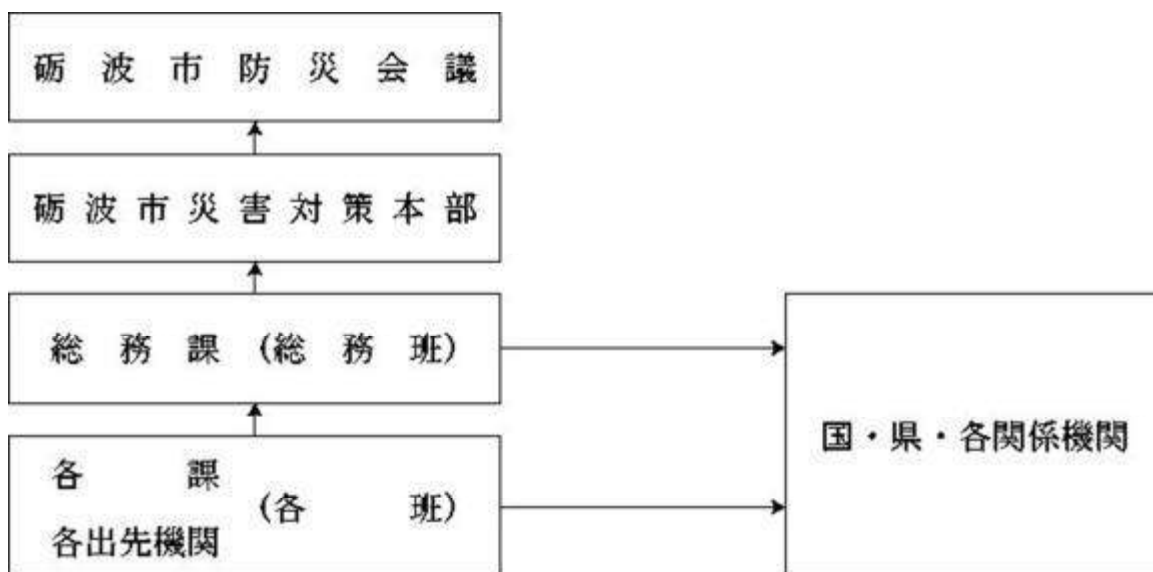 砺波市防災会議
砺波市災害対策本部
総務課(総務班)
国・県・各関係機関
各課
各出先機関
(各班)